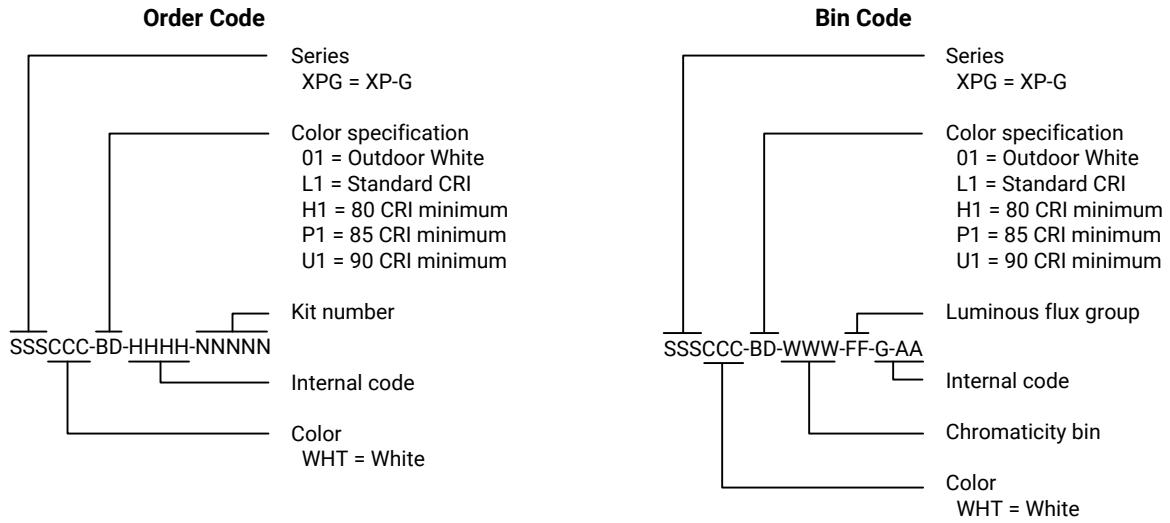 Order Code
Series
XPG = XP-G
Color specification
01 = Outdoor White
L1 = Standard CRI
H1 = 80 CRI minimum
P1 = 85 CRI minimum
U1 = 90 CRI minimum
Kit number
SSSCCC-BD-HHHH-NNNNN
Internal code
Color
WHT = White
Bin Code
Series
XPG = XP-G
Color specification
01 = Outdoor White
L1 = Standard CRI
H1 = 80 CRI minimum
P1 = 85 CRI minimum
U1 = 90 CRI minimum
Luminous flux group
SSSCCC-BD-WWW-FF-G-AA
Internal code
Chromaticity bin
Color
WHT = White